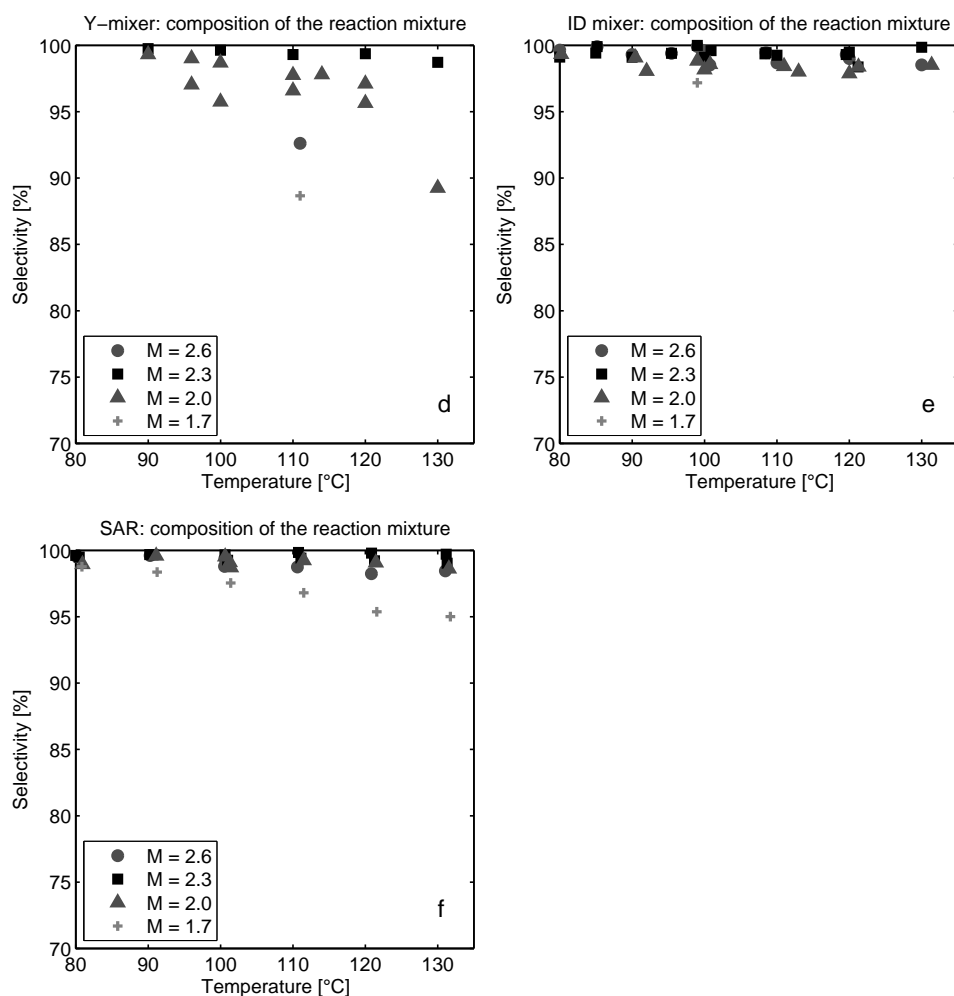 Y−mixer: composition of the reaction mixture
100
95
90
85
80
75
70
Selectivity [%]
M = 2.6
M = 2.3
M = 2.0
M = 1.7
d
80 90 100 110 120 130
Temperature [°C]
ID mixer: composition of the reaction mixture
100
95
90
85
80
75
70
Selectivity [%]
M = 2.6
M = 2.3
M = 2.0
M = 1.7
e
80 90 100 110 120 130
Temperature [°C]
SAR: composition of the reaction mixture
100
95
90
85
80
75
70
Selectivity [%]
M = 2.6
M = 2.3
M = 2.0
M = 1.7
f
80 90 100 110 120 130
Temperature [°C]